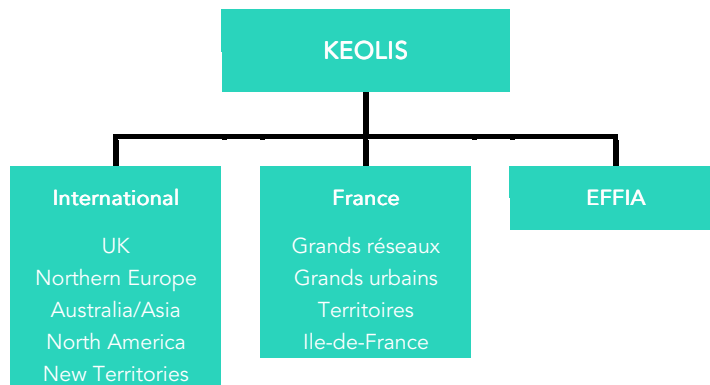 KEOLIS
International
UK
Northern Europe
Australia/Asia
North America
New Territories
France
Grands réseaux
Grands urbains
Territoires
Ile-de-France
EFFIA